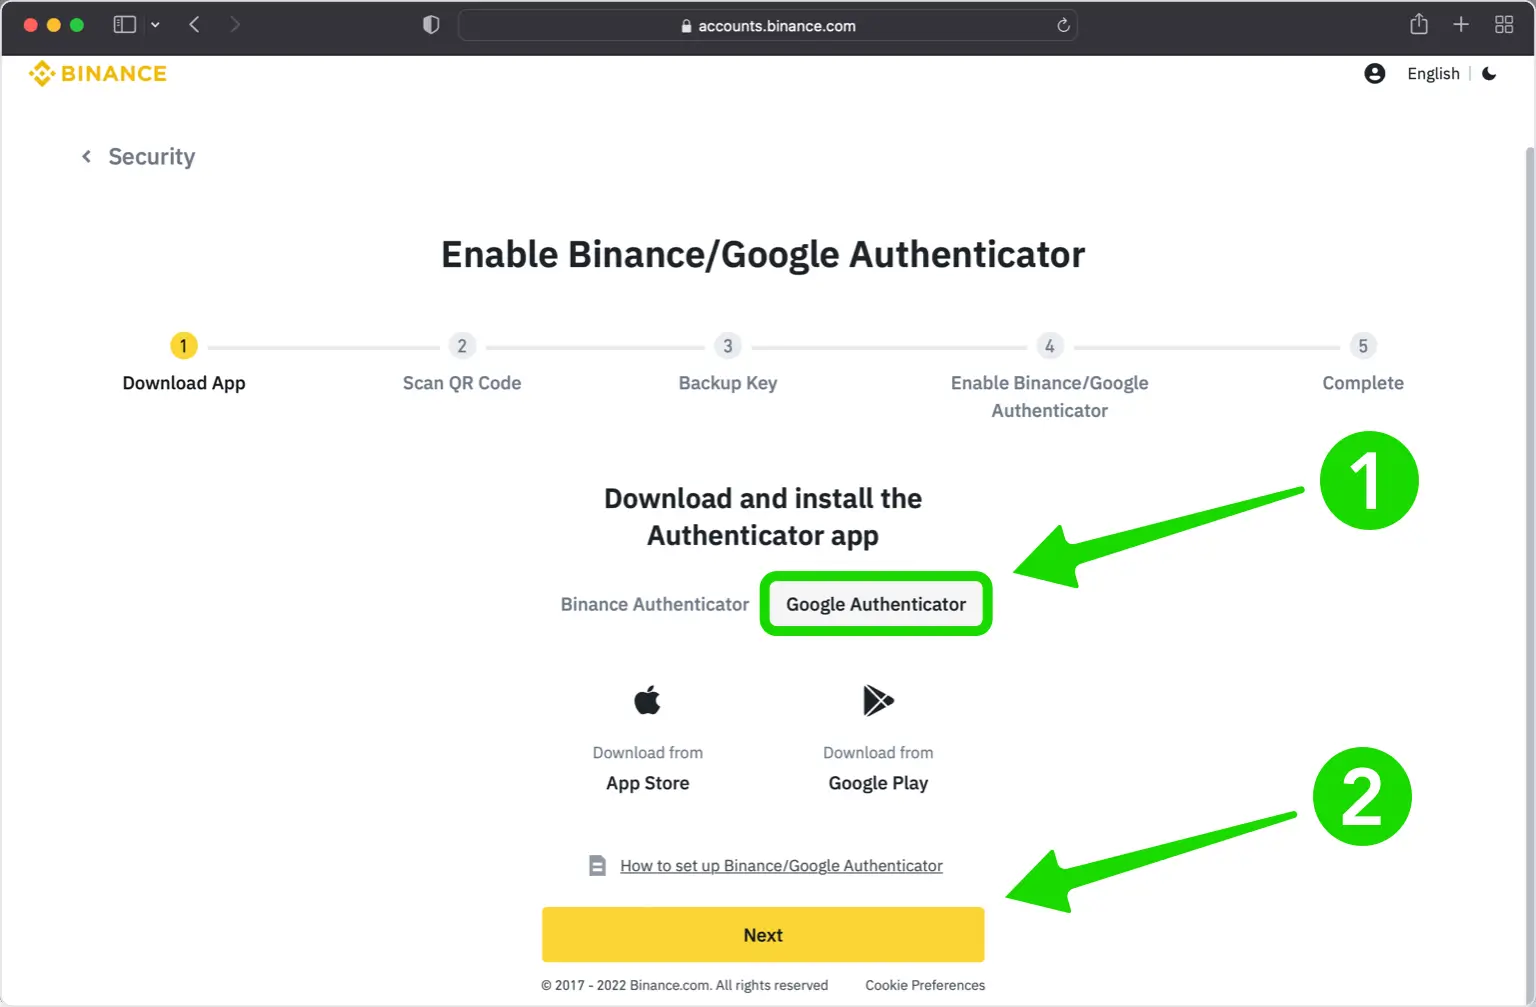 accounts.binance.com
BINANCE
English
Security
Enable Binance/Google Authenticator
1
2
3
4
5
Download App
Scan QR Code
Backup Key
Enable Binance/Google
Authenticator
Complete
1
Download and install the
Authenticator app
Binance Authenticator
Google Authenticator
Download from
App Store
Download from
Google Play
2
How to set up Binance/Google Authenticator
Next
© 2017 - 2022 Binance.com. All rights reserved
Cookie Preferences